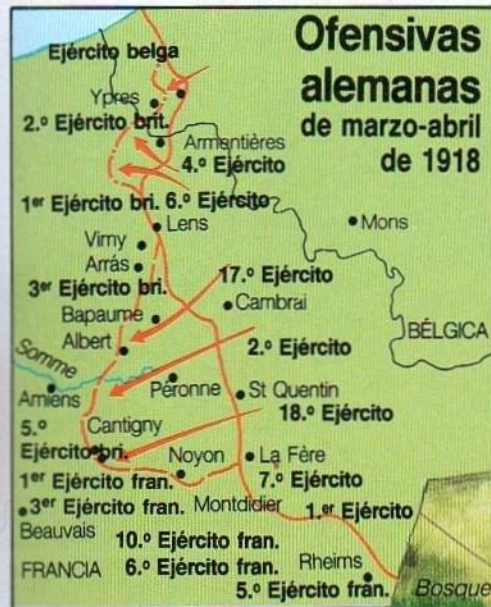 Ofensivas
alemanas
de marzo-abril
de 1918
Ejército belga
Ypres
2.º Ejército brit.
Armentières
4.º Ejército
1er Ejército bri.
6.º Ejército
Lens
Mons
Vimy
Arrás
17.º Ejército
3er Ejército bri.
Cambrai
Bapaume
BÉLGICA
Albert
2.º Ejército
Somme
Péronne
St Quentin
Amiens
18.º Ejército
5.º
Ejército bri.
Cantigny
Noyon
La Fère
1er Ejército fran.
7.º Ejército
3er Ejército fran.
Montdidier
1.er Ejército
Beauvais
10.º Ejército fran.
FRANCIA
6.º Ejército fran.
Rheims
5.º Ejército fran.
Bosque